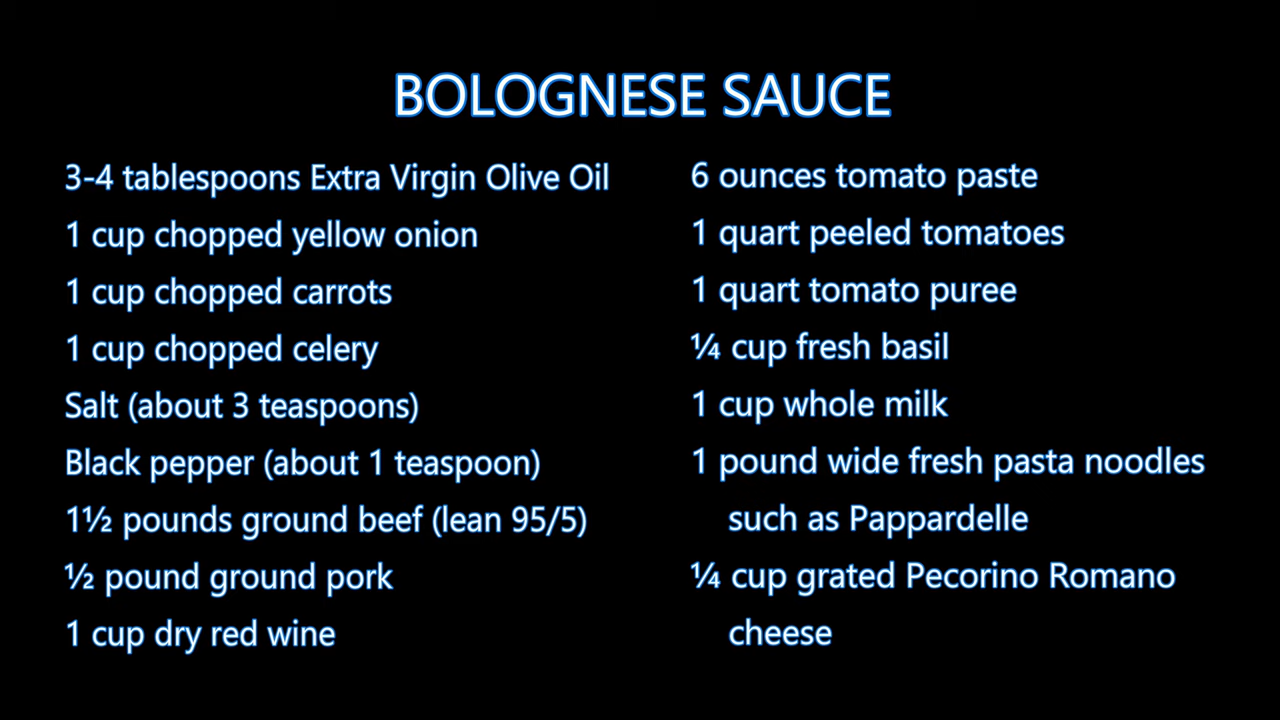 BOLOGNESE SAUCE
3-4 tablespoons Extra Virgin Olive Oil
1 cup chopped yellow onion
1 cup chopped carrots
1 cup chopped celery
Salt (about 3 teaspoons)
Black pepper (about 1 teaspoon)
1½ pounds ground beef (lean 95/5)
½ pound ground pork
1 cup dry red wine
6 ounces tomato paste
1 quart peeled tomatoes
1 quart tomato puree
¼ cup fresh basil
1 cup whole milk
1 pound wide fresh pasta noodles
such as Pappardelle
¼ cup grated Pecorino Romano
cheese